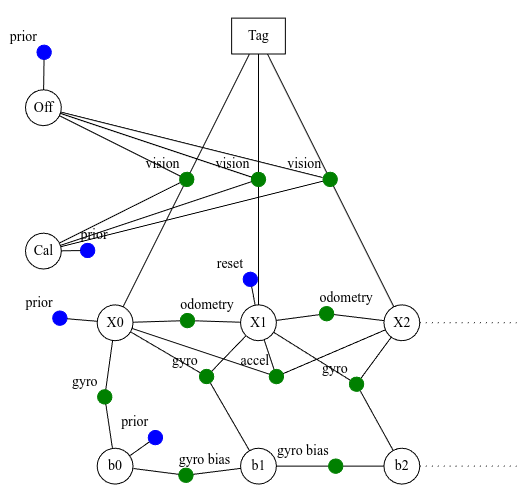 Tag
prior
Off
vision vision vision
prior
Cal
reset
prior
odometry
odometry
X0
X1
X2
gyro
accel
gyro
gyro
prior
gyro bias
gyro bias
b0
b1
b2